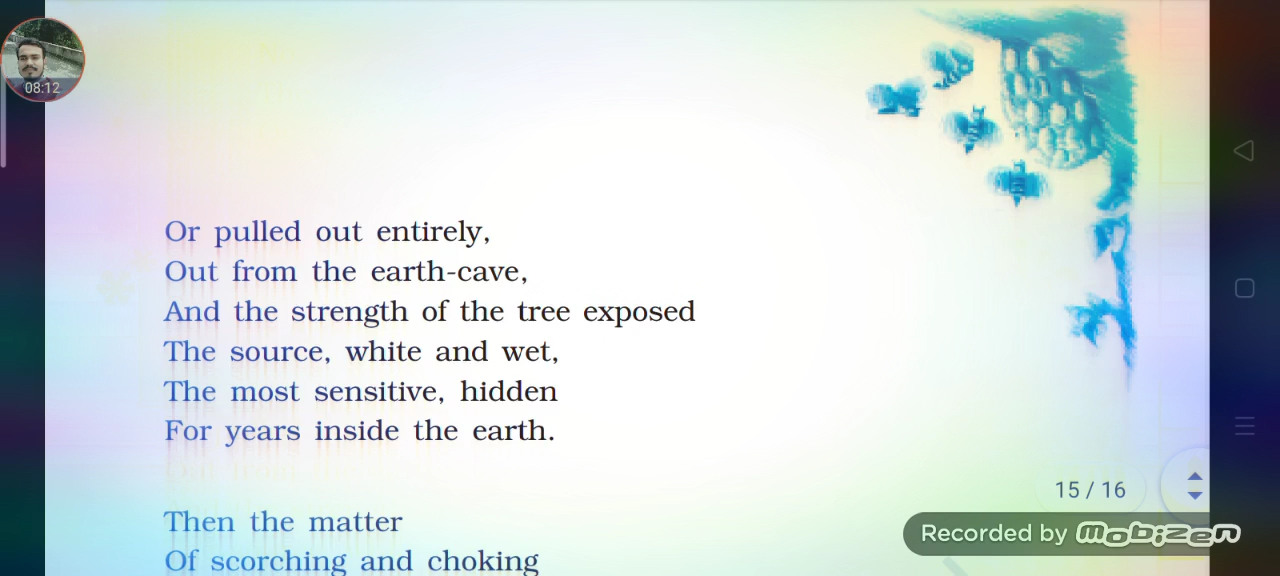 08:12
Or pulled out entirely,
Out from the earth-cave,
And the strength of the tree exposed
The source, white and wet,
The most sensitive, hidden
For years inside the earth.
Then the matter
Of scorching and choking
15 / 16
Recorded by Mobizen